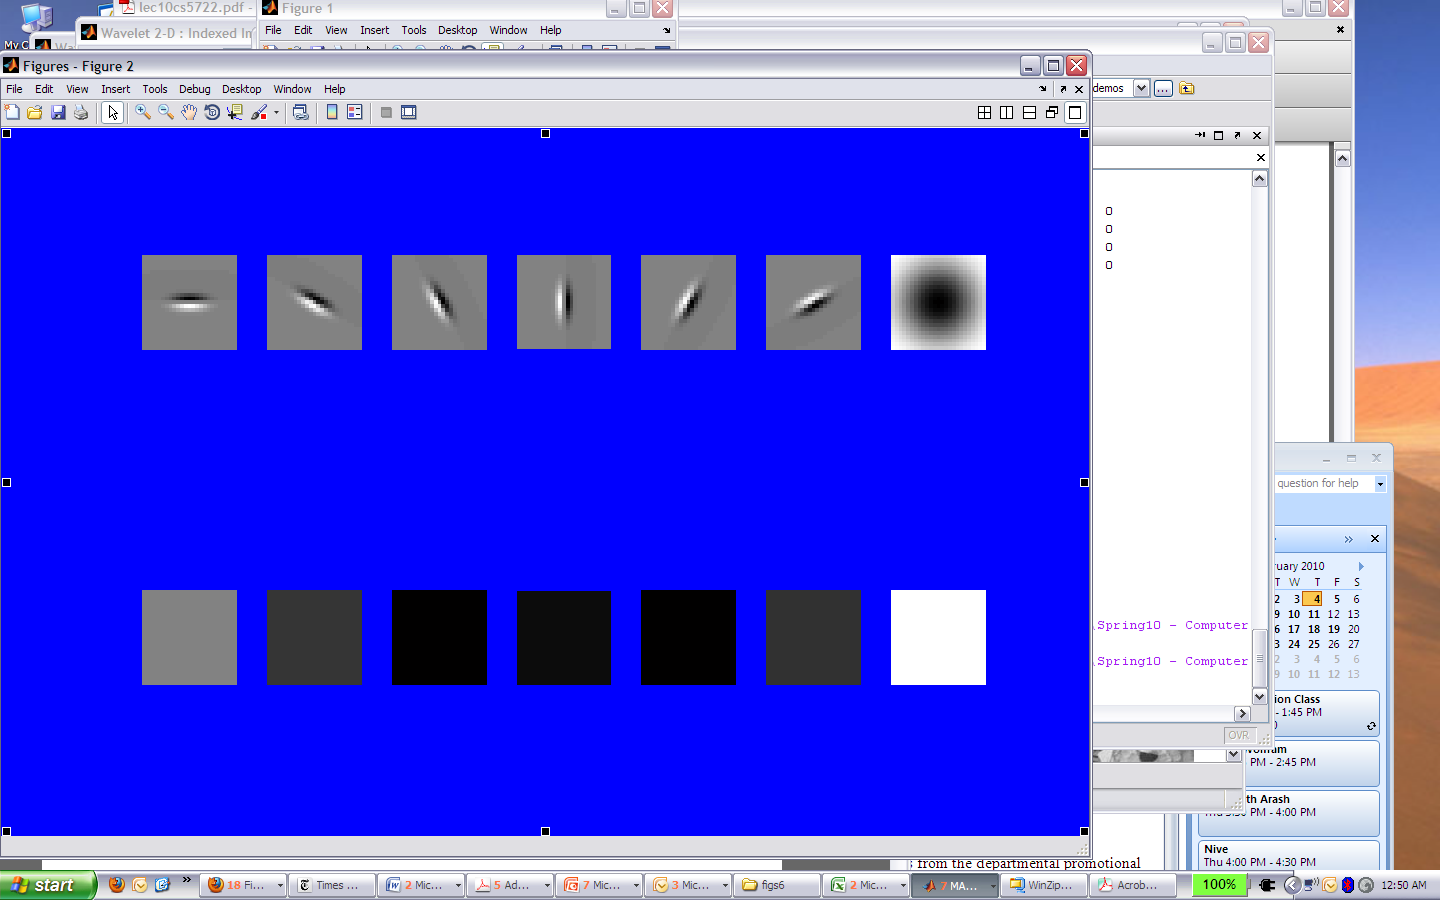 lec10cs5722.pdf -
Figure 1
Wavelet 2-D : Indexed Im
My C
File Edit View Insert Tools Desktop Window Help
Figures - Figure 2
File Edit View Insert Tools Debug Desktop Window Help
demos
0
0
0
0
question for help
uary 2010
T W T F S
2 3 4 5 6
9 10 11 12 13
16 17 18 19 20
23 24 25 26 27
2 3 4 5 6
9 10 11 12 13
\Spring10 - Computer
\Spring10 - Computer
OVR
ion Class
- 1:45 PM
PM - 2:45 PM
th Arash
Thu 3:30 PM - 4:00 PM
Nive
Thu 4:00 PM - 4:30 PM
from the departmental promotional
start
18 Fi...
Times ...
2 Mic...
5 Ad...
7 Mic...
3 Mic...
figs6
2 Mic...
7 MA...
WinZip...
Acrob...
100%
12:50 AM